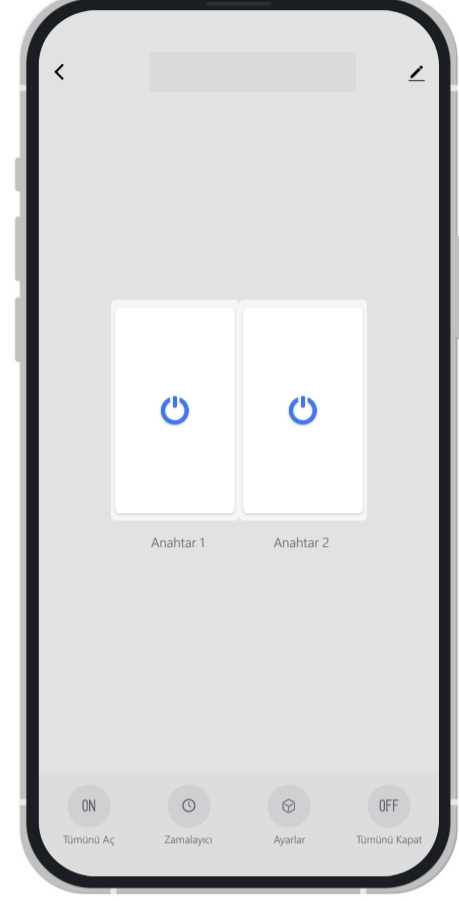 Anahtar 1
Anahtar 2
ON
OFF
Tümünü Aç
Zamalayıcı
Ayarlar
Tümünü Kapat